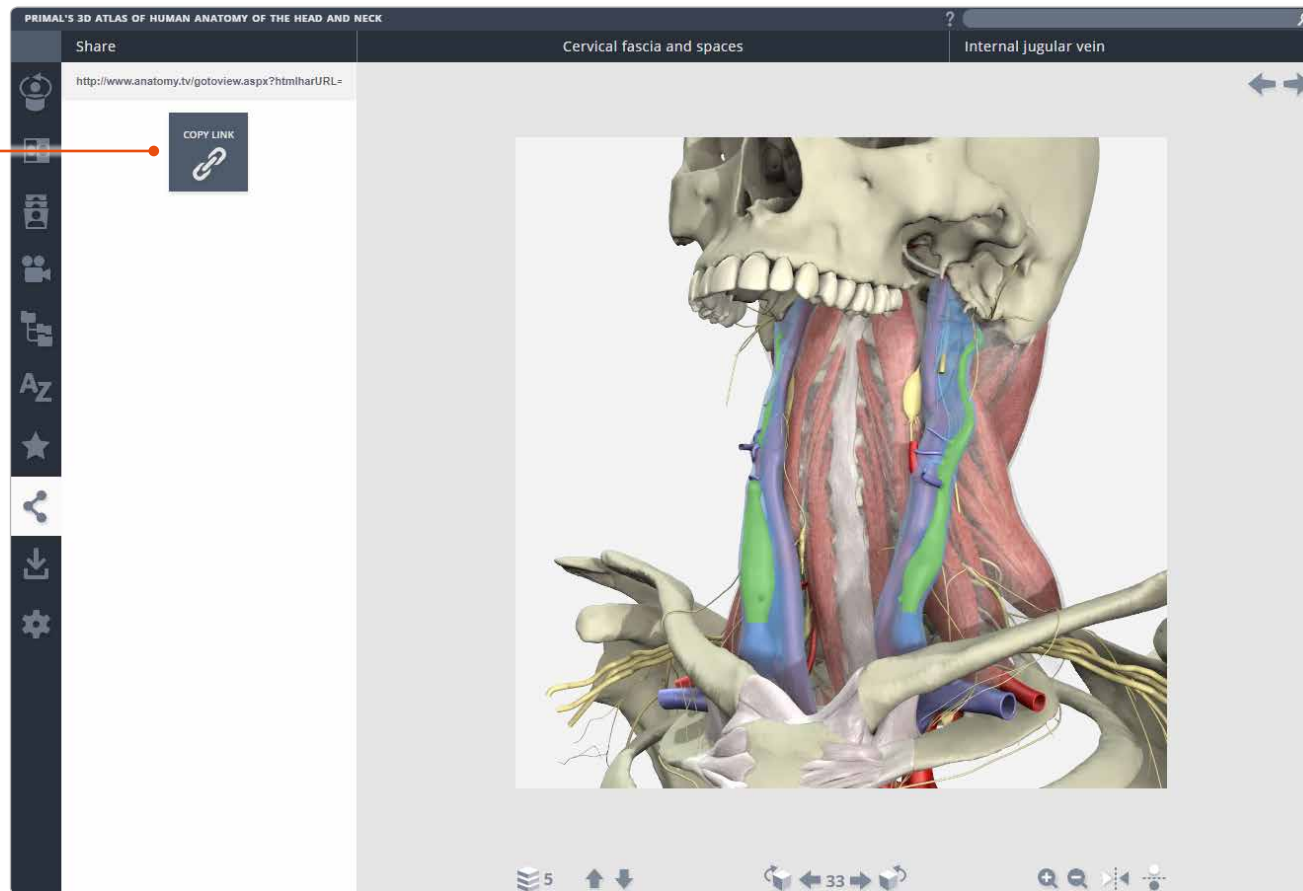 PRIMAL'S 3D ATLAS OF HUMAN ANATOMY OF THE HEAD AND NECK
?
Share
Cervical fascia and spaces
Internal jugular vein
http://www.anatomy.tv/gotoview.aspx?htmlharURL=
COPY LINK
AZ
5
33